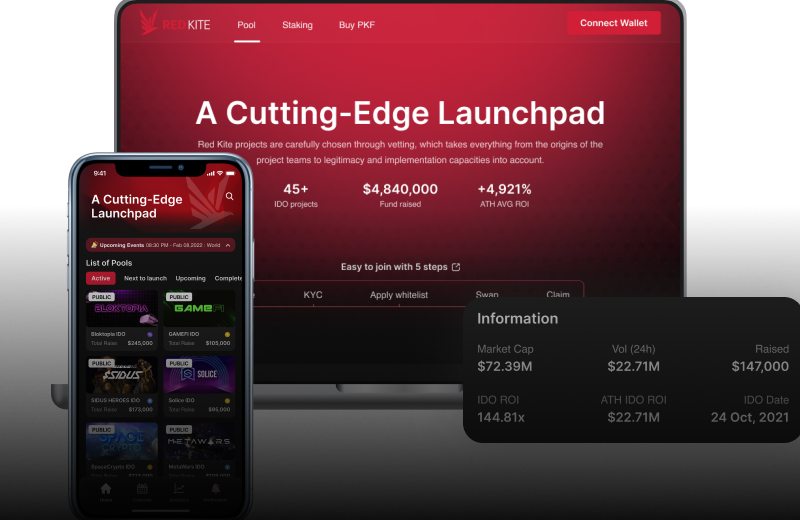 REDKITE
Pool
Staking
Buy PKF
Connect Wallet
A Cutting-Edge Launchpad
Red Kite projects are carefully chosen through vetting, which takes everything from the origins of the
project teams to legitimacy and implementation capacities into account.
45+
$4,840,000
+4,921%
IDO projects
Fund raised
ATH AVG ROI
Easy to join with 5 steps
KYC
Apply whitelist
Swap
Claim
9:41
A Cutting-Edge
Launchpad
Upcoming Events 08:30 PM - Feb 06,2022 : World
List of Pools
Active
Next to launch
Upcoming
Complete
PUBLIC
BLOKTOPIA
PUBLIC
GAMEFI
Bloktopia IDO
Total Raise $245,000
GAMEFI IDO
Total Raise $105,000
PUBLIC
SIDUS
PUBLIC
SOLICE
SIDUS HEROES IDO
Total Raise $173,000
Solice IDO
Total Raise $95,000
PUBLIC
SPACE
CRYPTO
PUBLIC
METAWARS
SpaceCrypto IDO
MetaWars IDO
Information
Market Cap
Vol (24h)
Raised
$72.39M
$22.71M
$147,000
IDO ROI
ATH IDO ROI
IDO Date
144.81x
$22.71M
24 Oct, 2021